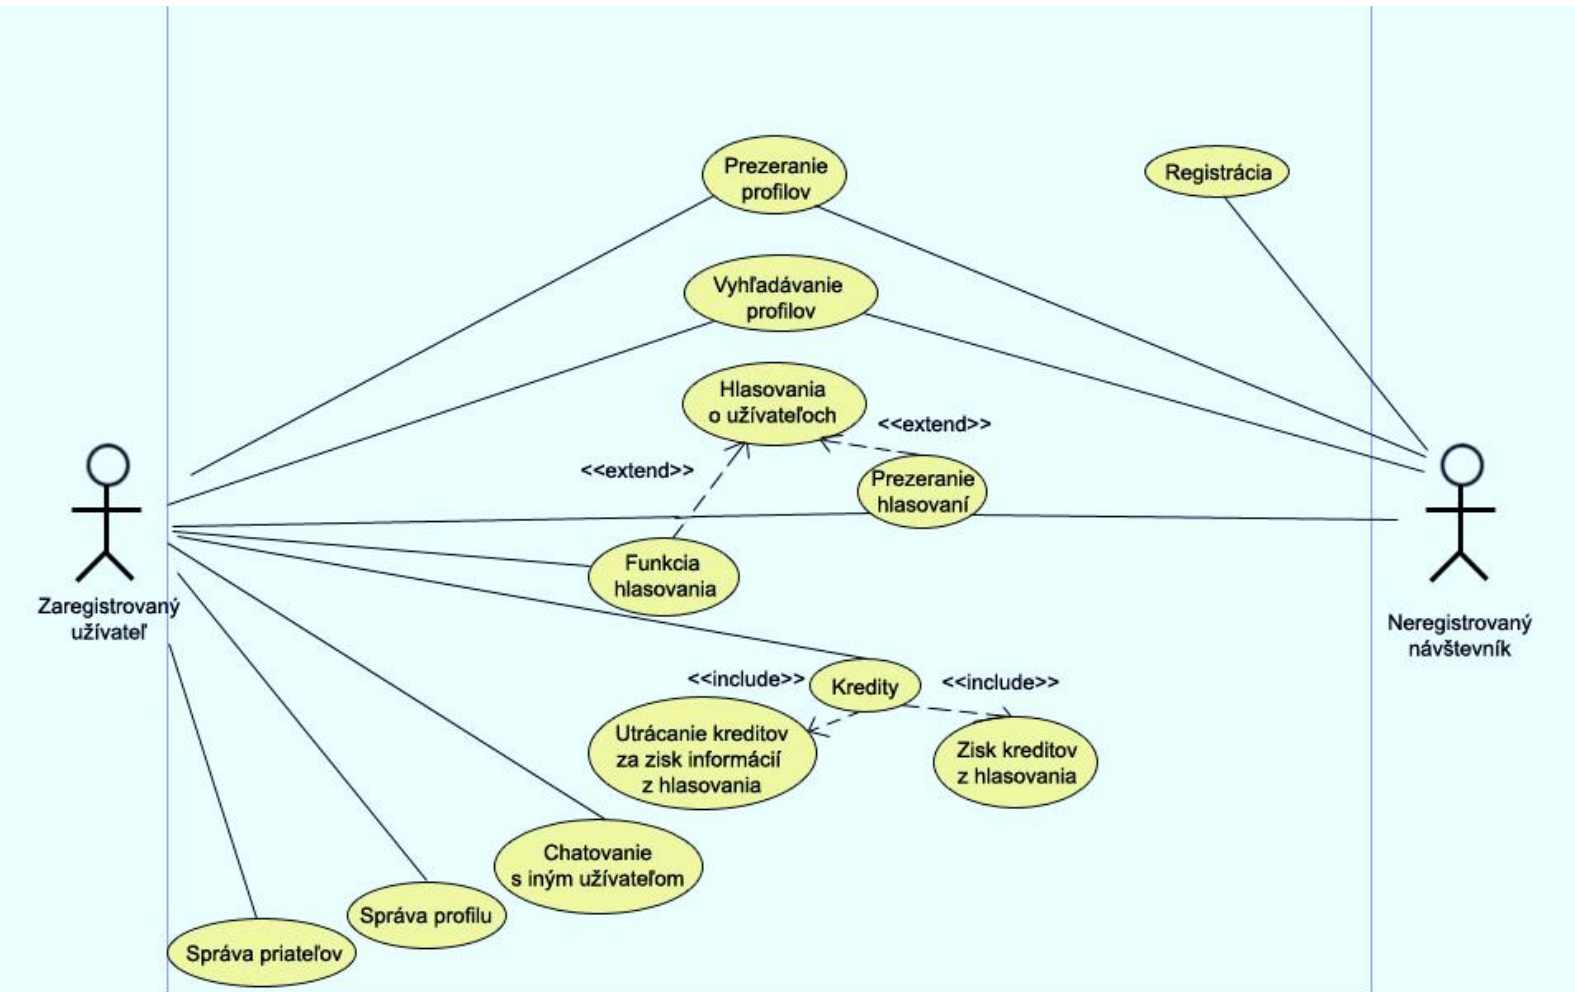 Prezeranie
profilov
Registrácia
Vyhľadávanie
profilov
Hlasovania
o užívateľoch
<<extend>>
<<extend>>
Prezeranie
hlasovaní
Funkcia
hlasovania
Zaregistrovaný
užívateľ
Neregistrovaný
návštevník
<<include>>
Kredity
<<include>>
Utrácanie kreditov
za zisk informácií
z hlasovania
Zisk kreditov
z hlasovania
Chatovanie
s iným užívateľom
Správa profilu
Správa priateľov